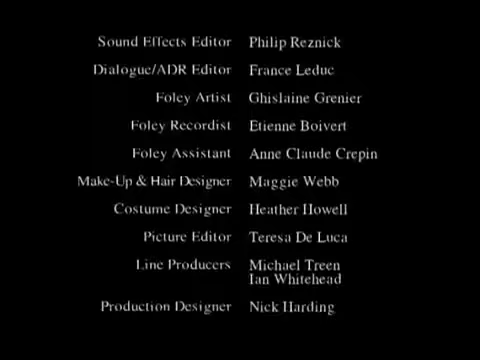 Sound Effects Editor Philip Reznick
Dialogue/ADR Editor France Leduc
Foley Artist Ghislaine Grenier
Foley Recordist Etienne Boivert
Foley Assistant Anne Claude Crepin
Make-Up & Hair Designer Maggie Webb
Costume Designer Heather Howell
Picture Editor Teresa De Luca
Line Producers Michael Treen
Ian Whitehead
Production Designer Nick Harding